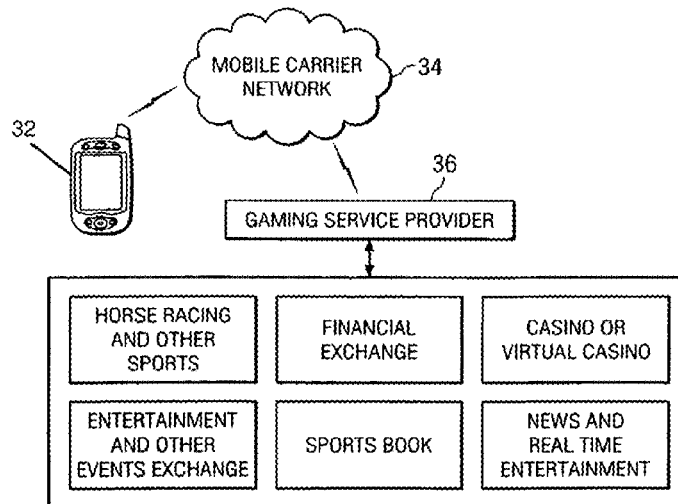 MOBILE CARRIER
NETWORK
34
32
36
GAMING SERVICE PROVIDER
HORSE RACING
AND OTHER
SPORTS
FINANCIAL
EXCHANGE
CASINO OR
VIRTUAL CASINO
ENTERTAINMENT
AND OTHER
EVENTS EXCHANGE
SPORTS BOOK
NEWS AND
REAL TIME
ENTERTAINMENT